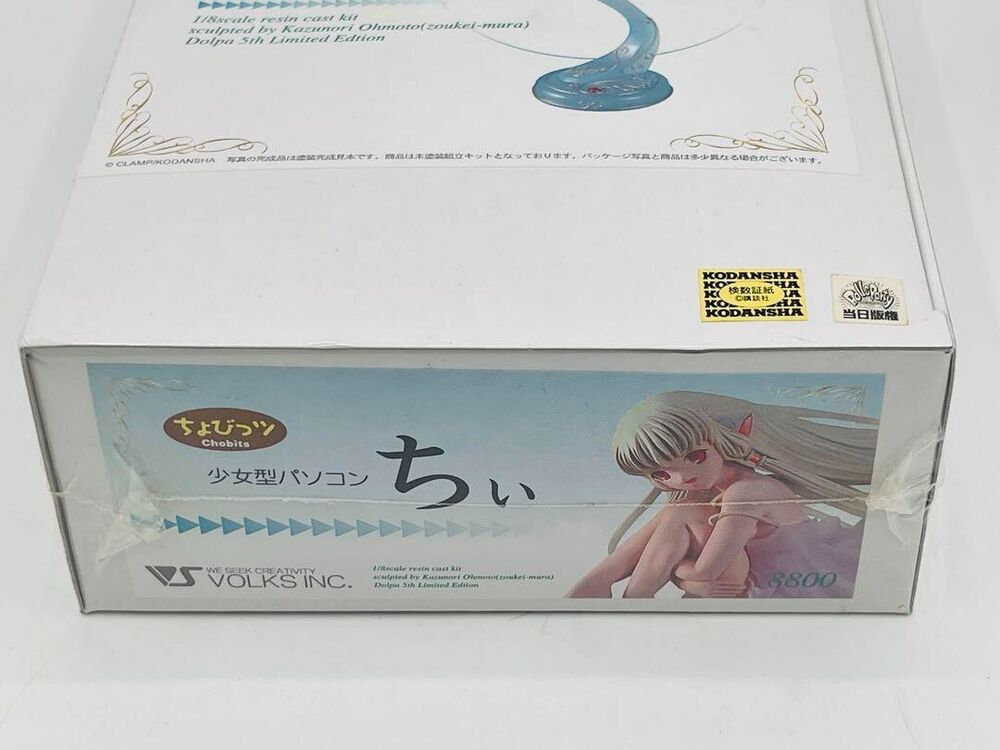 1/8scale resin cast kit
sculpted by Kazunori Ohmoto(zoukei-mura)
Dolpa 5th Limited Edtion
© CLAMP/KODANSHA 写真の完成品は塗装完成見本です。商品は未塗装組立キットとなっております。パッケージ写真と商品は多少異なる場合がございます。
KODANSHA
検数証紙
©講談社
KODANSHA
DollsParty
当日版権
ちょびっツ
Chobits
少女型パソコン ちぃ
VS WE SEEK CREATIVITY
VOLKS INC.
1/8scale resin cast kit
sculpted by Kazunori Ohmoto(zoukei-mura)
Dolpa 5th Limited Edtion
8800